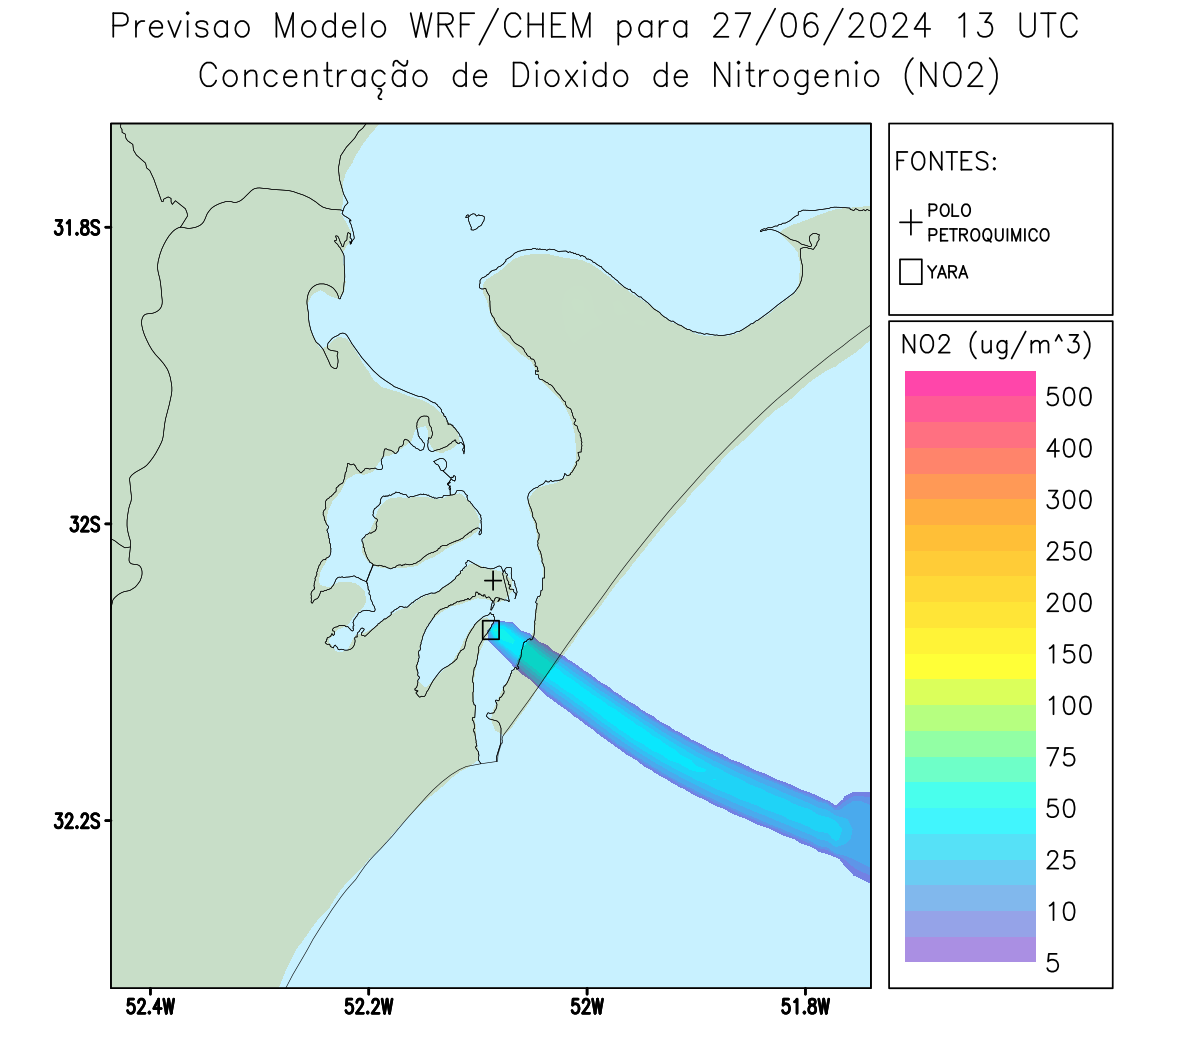 Previsao Modelo WRF/CHEM para 27/06/2024 13 UTC
Concentração de Dioxido de Nitrogenio (NO2)
FONTES:
POLO
PETROQUIMICO
YARA
NO2 (ug/m^3)
500
400
300
250
200
150
100
75
50
25
10
5
31.8S
32S
32.2S
52.4W
52.2W
52W
51.8W